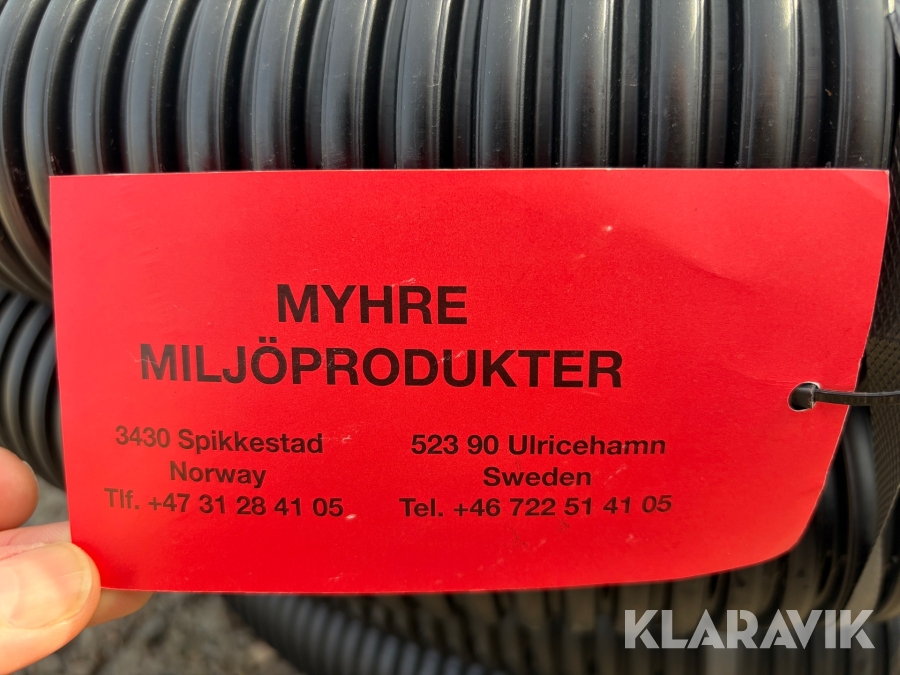 KLARAVIK
MYHRE
MILJÖPRODUKTER
3430 Spikkestad
Norway
Tlf. +47 31 28 41 05
523 90 Ulricehamn
Sweden
Tel. +46 722 51 41 05
KLARAVIK